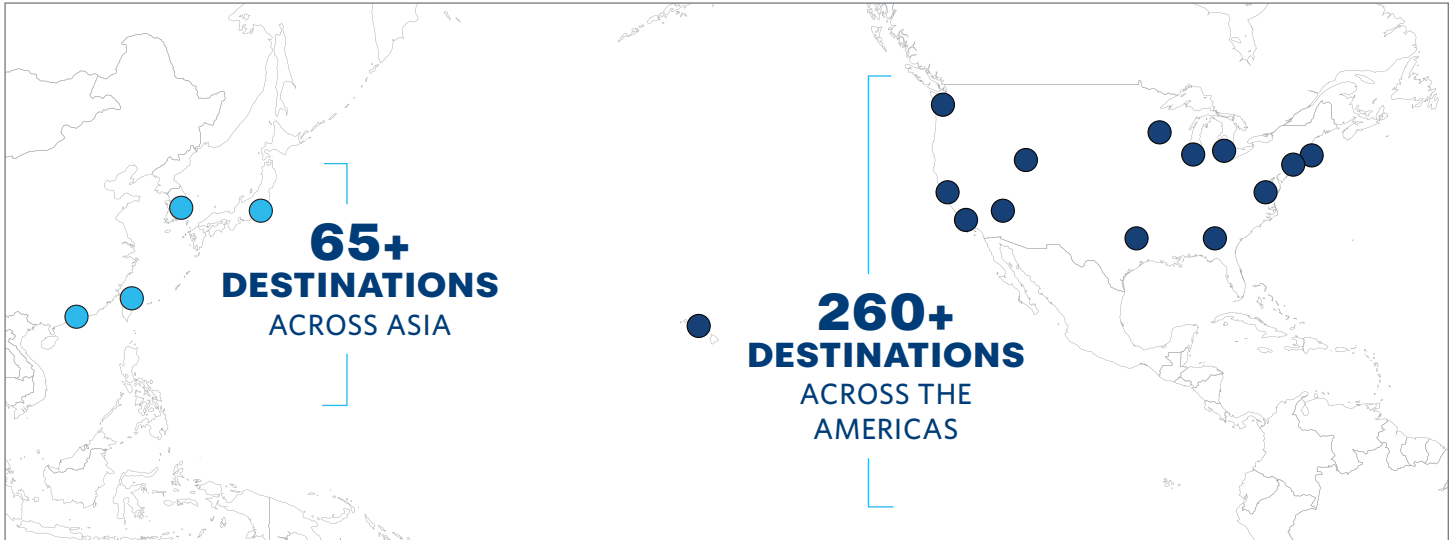 65+
DESTINATIONS
ACROSS ASIA
260+
DESTINATIONS
ACROSS THE
AMERICAS